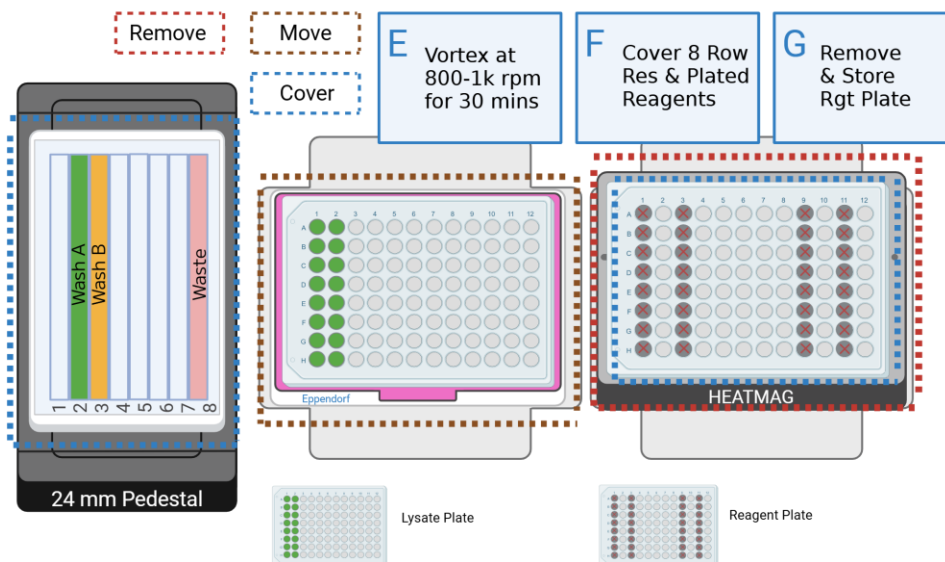 Remove
Move
Cover
E
Vortex at
800-1k rpm
for 30 mins
F
Cover 8 Row
Res & Plated
Reagents
G
Remove
& Store
Rgt Plate
Wash A
Wash B
Waste
1 2 3 4 5 6 7 8
24 mm Pedestal
1 2 3 4 5 6 7 8 9 10 11 12
A
B
C
D
E
F
G
H
Eppendorf
1 2 3 4 5 6 7 8 9 10 11 12
A
B
C
D
E
F
G
H
HEATMAG
Lysate Plate
Reagent Plate